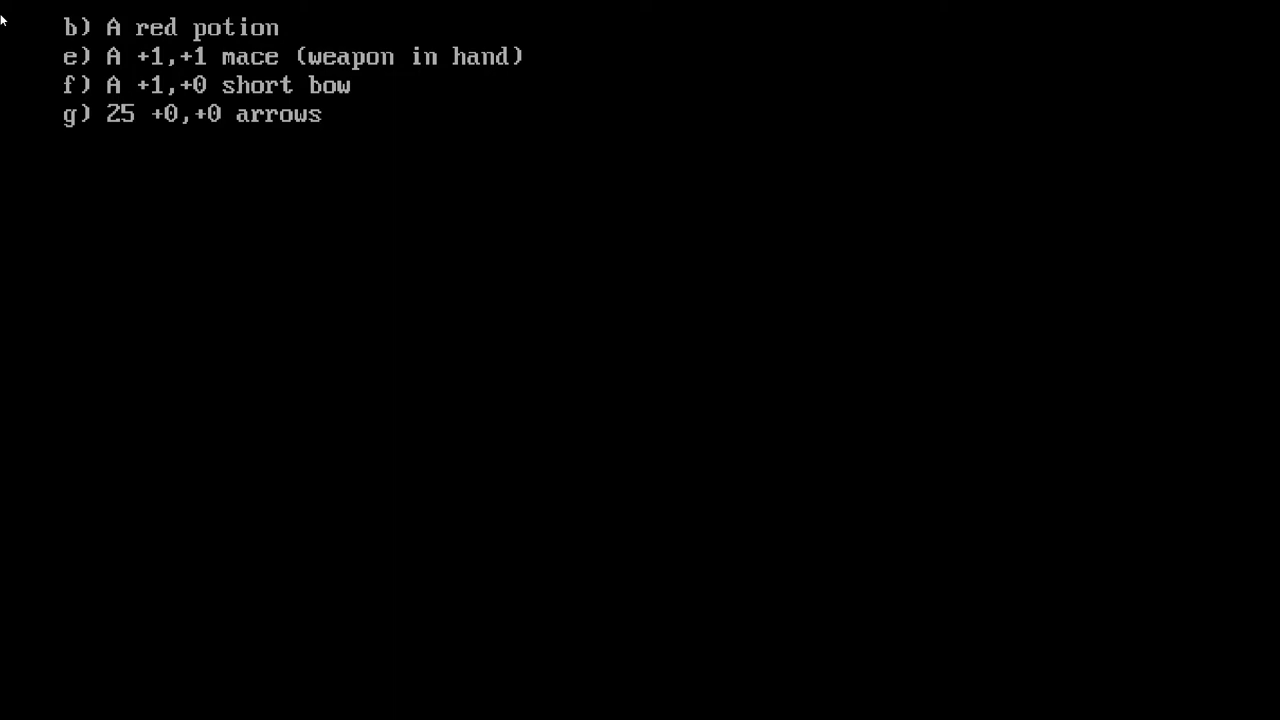 b) A red potion
e) A +1,+1 mace (weapon in hand)
f) A +1,+0 short bow
g) 25 +0,+0 arrows